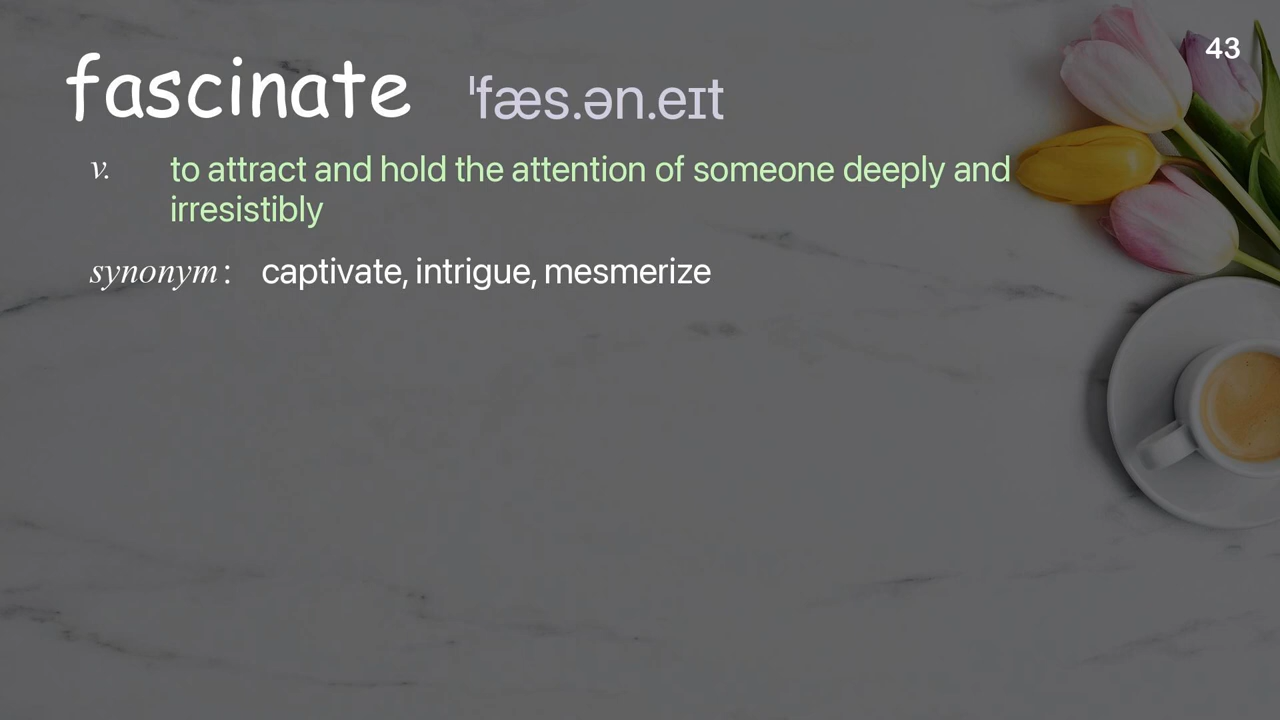 43
fascinate ˈfæs.ən.eɪt
v. to attract and hold the attention of someone deeply and
irresistibly
synonym: captivate, intrigue, mesmerize